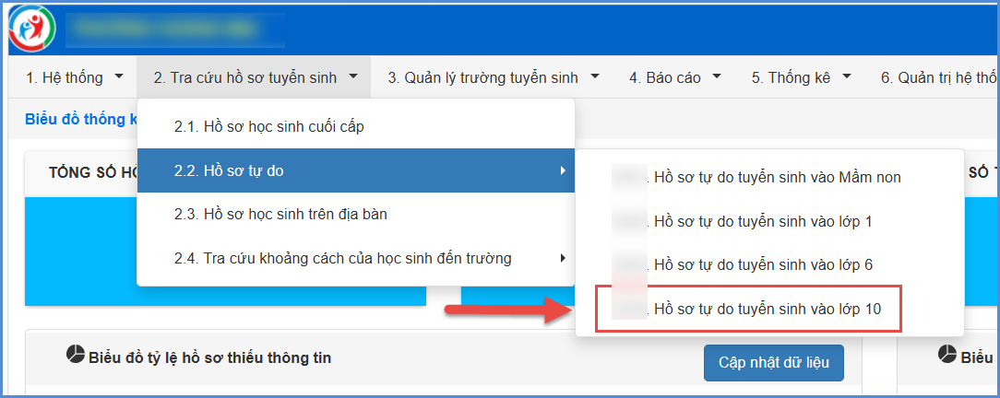 1. Hệ thống
2. Tra cứu hồ sơ tuyển sinh
3. Quản lý trường tuyển sinh
4. Báo cáo
5. Thống kê
6. Quản trị hệ thố
Biểu đồ thống k
2.1. Hồ sơ học sinh cuối cấp
2.2. Hồ sơ tự do
2.3. Hồ sơ học sinh trên địa bàn
2.4. Tra cứu khoảng cách của học sinh đến trường
. Hồ sơ tự do tuyển sinh vào Mầm non
. Hồ sơ tự do tuyển sinh vào lớp 1
. Hồ sơ tự do tuyển sinh vào lớp 6
. Hồ sơ tự do tuyển sinh vào lớp 10
TỔNG SỐ HỒ
SỐ T
Biểu đồ tỷ lệ hồ sơ thiếu thông tin
Cập nhật dữ liệu
Biểu